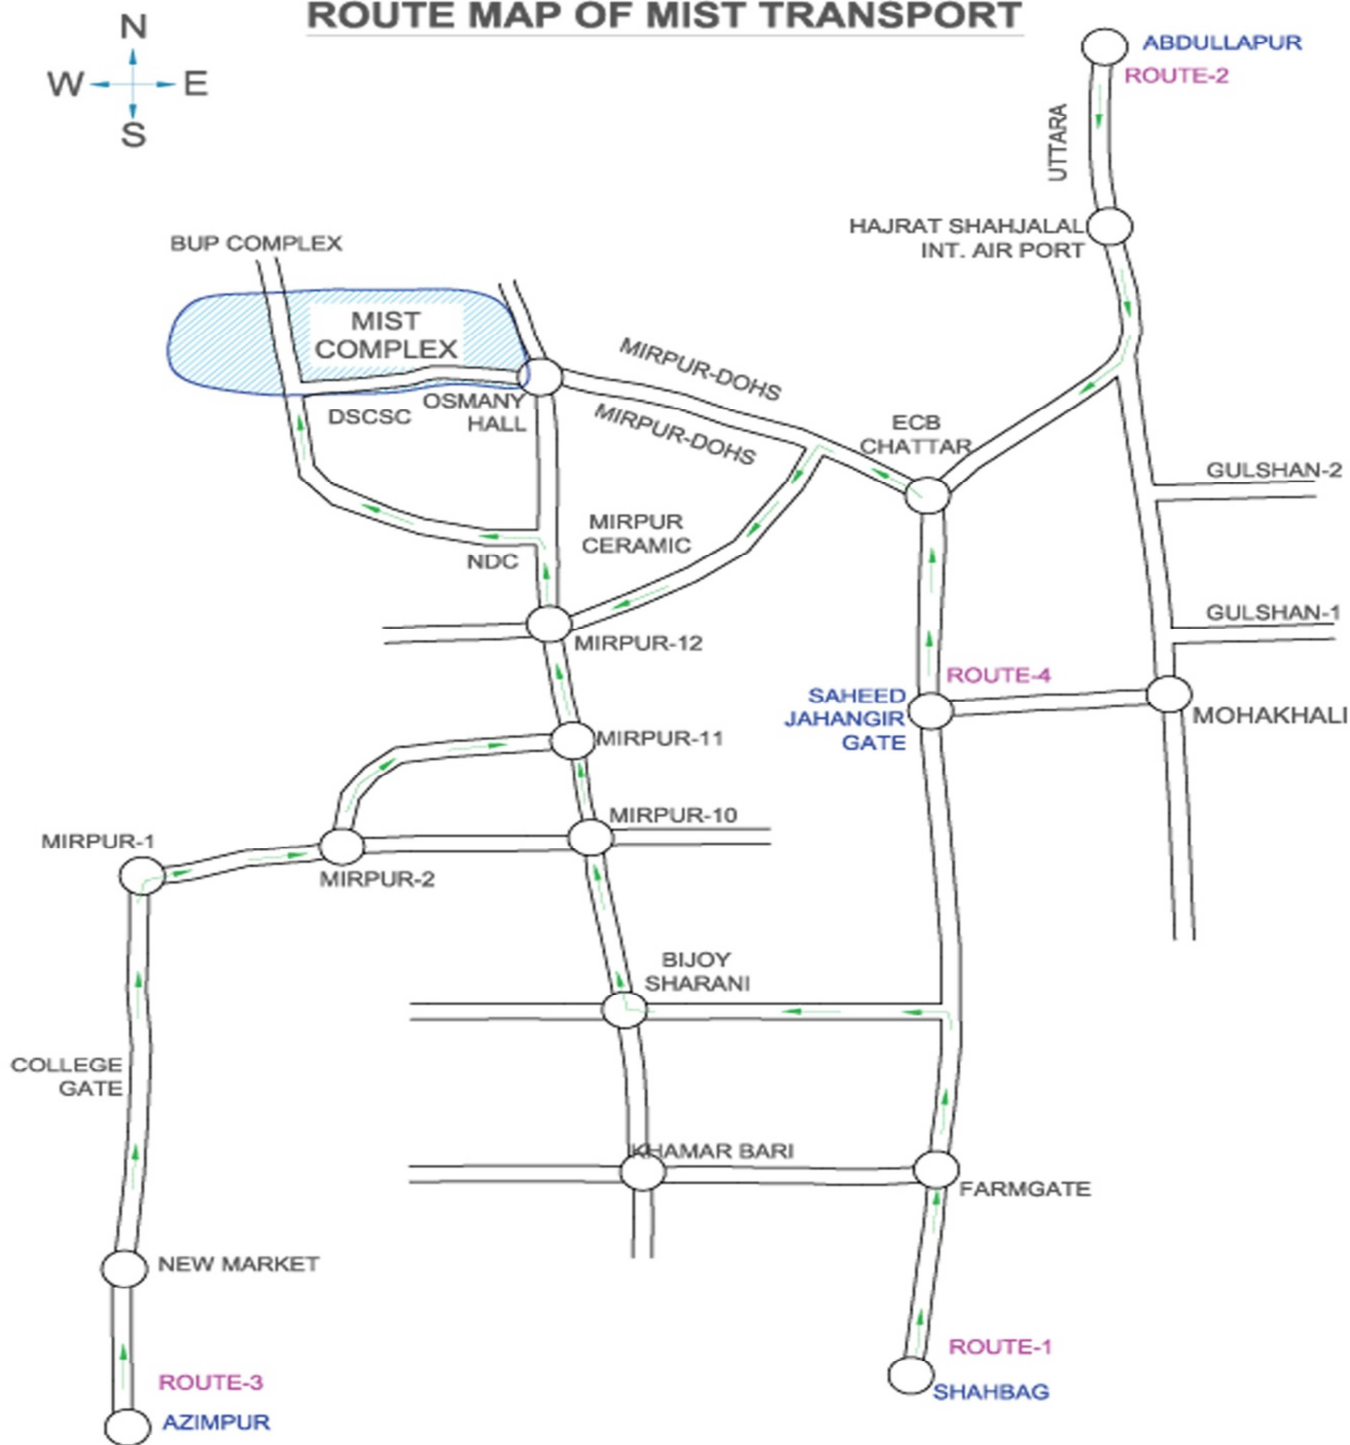 ROUTE MAP OF MIST TRANSPORT
N
W E
S
ABDULLAPUR
ROUTE-2
UTTARA
HAJRAT SHAHJALAL
INT. AIR PORT
BUP COMPLEX
MIST
COMPLEX
DSCSC
OSMANY
HALL
MIRPUR-DOHS
MIRPUR-DOHS
ECB
CHATTAR
GULSHAN-2
MIRPUR
CERAMIC
NDC
GULSHAN-1
MIRPUR-12
ROUTE-4
SAHEED
JAHANGIR
GATE
MOHAKHALI
MIRPUR-11
MIRPUR-10
MIRPUR-1
MIRPUR-2
BIJOY
SHARANI
COLLEGE
GATE
KHAMAR BARI
FARMGATE
NEW MARKET
ROUTE-1
SHAHBAG
ROUTE-3
AZIMPUR